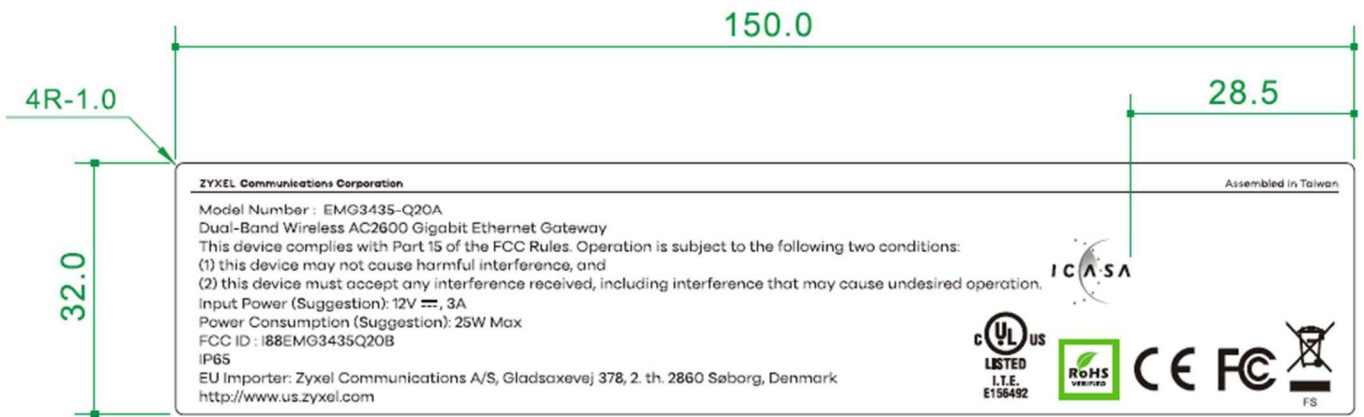 150.0
28.5
4R-1.0
32.0
ZYXEL Communications Corporation
Assembled in Taiwan
Model Number : EMG3435-Q20A
Dual-Band Wireless AC2600 Gigabit Ethernet Gateway
This device complies with Part 15 of the FCC Rules. Operation is subject to the following two conditions:
(1) this device may not cause harmful interference, and
(2) this device must accept any interference received, including interference that may cause undesired operation.
Input Power (Suggestion): 12V ⎓, 3A
Power Consumption (Suggestion): 25W Max
FCC ID : I88EMG3435Q20B
IP65
EU Importer: Zyxel Communications A/S, Gladsaxevej 378, 2. th. 2860 Søborg, Denmark
http://www.us.zyxel.com
ICASA
C UL US
LISTED
I.T.E.
E156492
RoHS
VERIFIED
CE
FC
FS